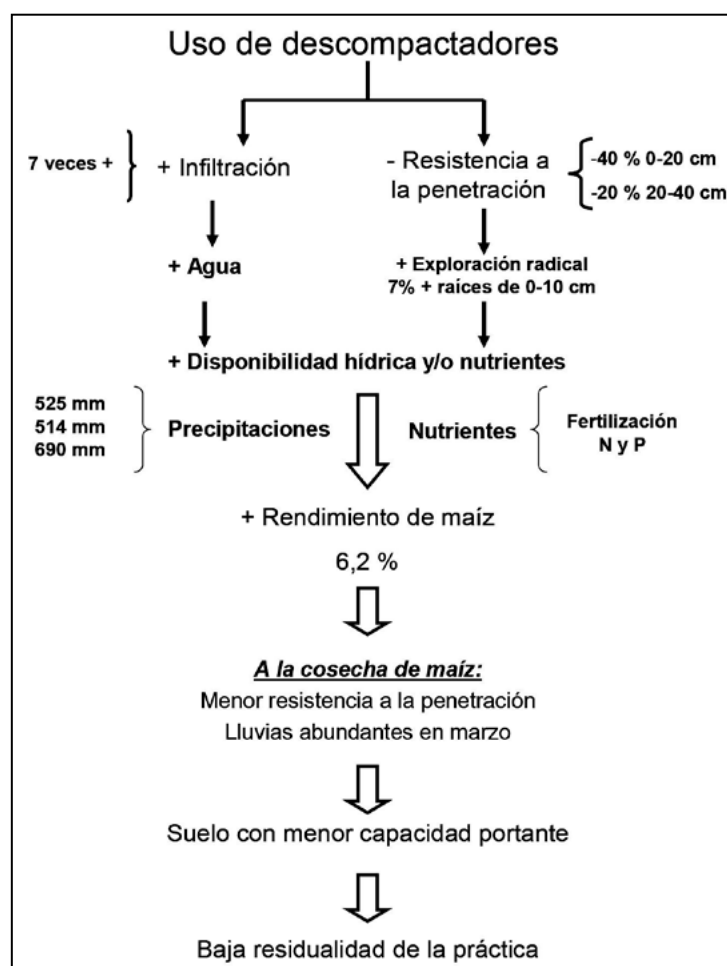 Uso de descompactadores
7 veces +
+ Infiltración
- Resistencia a
la penetración
-40 % 0-20 cm
-20 % 20-40 cm
+ Agua
+ Exploración radical
7% + raíces de 0-10 cm
+ Disponibilidad hídrica y/o nutrientes
525 mm
514 mm
690 mm
Precipitaciones
Nutrientes
Fertilización
N y P
+ Rendimiento de maíz
6,2 %
A la cosecha de maíz:
Menor resistencia a la penetración
Lluvias abundantes en marzo
Suelo con menor capacidad portante
Baja residualidad de la práctica